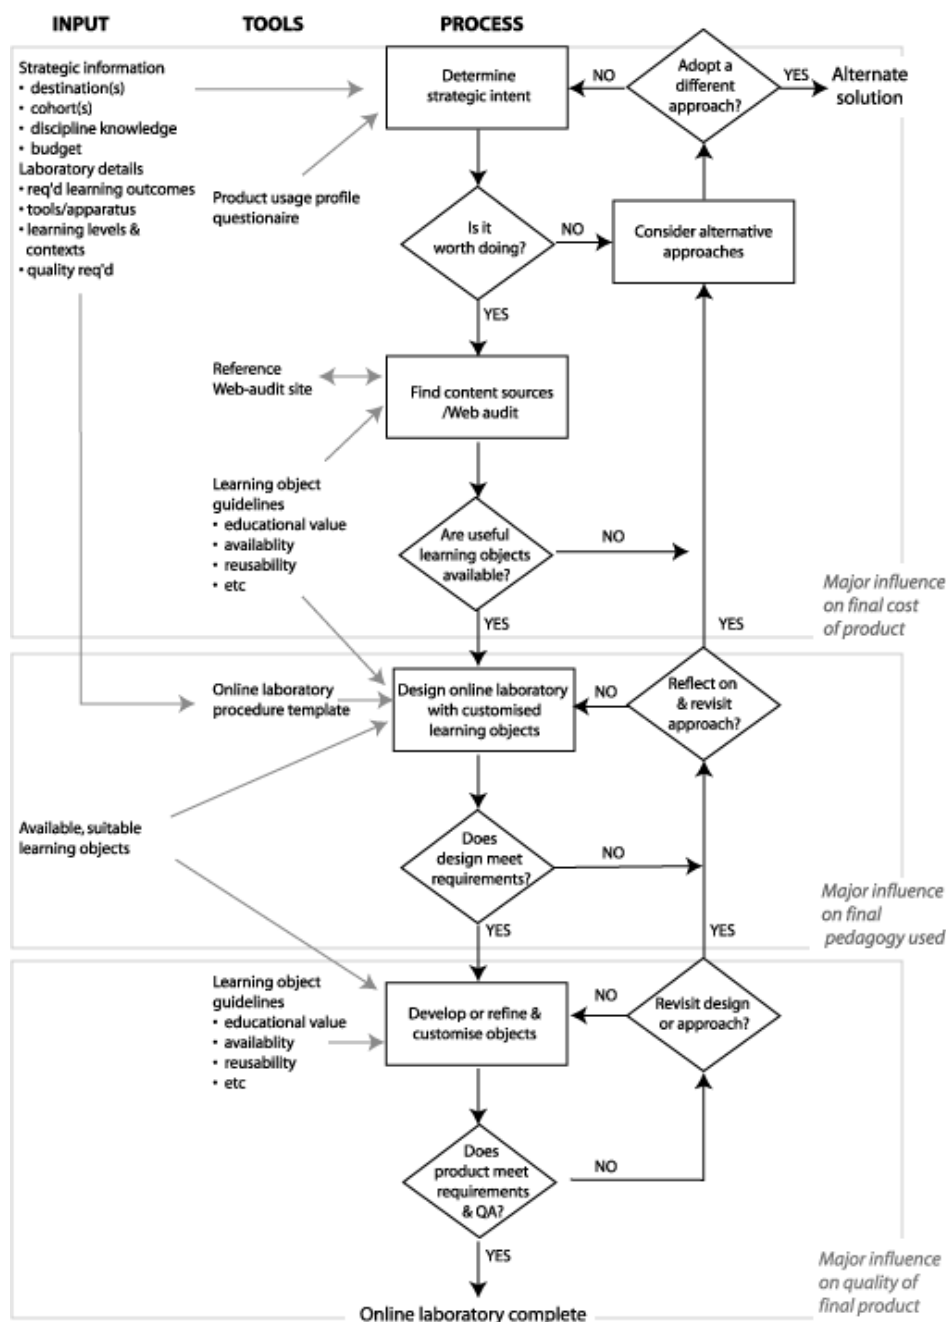 INPUT
TOOLS
PROCESS
Strategic information
• destination(s)
• cohort(s)
• discipline knowledge
• budget
Laboratory details
• req'd learning outcomes
• tools/apparatus
• learning levels &
contexts
• quality req'd
Product usage profile
questionaire
Determine
strategic intent
NO
Adopt a
different
approach?
YES
Alternate
solution
Is it
worth doing?
NO
Consider alternative
approaches
YES
Reference
Web-audit site
Find content sources
/Web audit
Learning object
guidelines
• educational value
• availablity
• reusability
• etc
Are useful
learning objects
available?
NO
Major influence
on final cost
of product
YES
YES
Online laboratory
procedure template
Design online laboratory
with customised
learning objects
NO
Reflect on
& revisit
approach?
Available, suitable
learning objects
Does
design meet
requirements?
NO
Major influence
on final
pedagogy used
YES
YES
Learning object
guidelines
• educational value
• availablity
• reusability
• etc
Develop or refine &
customise objects
NO
Revisit design
or approach?
Does
product meet
requirements
& QA?
NO
YES
Major influence
on quality of
final product
Online laboratory complete